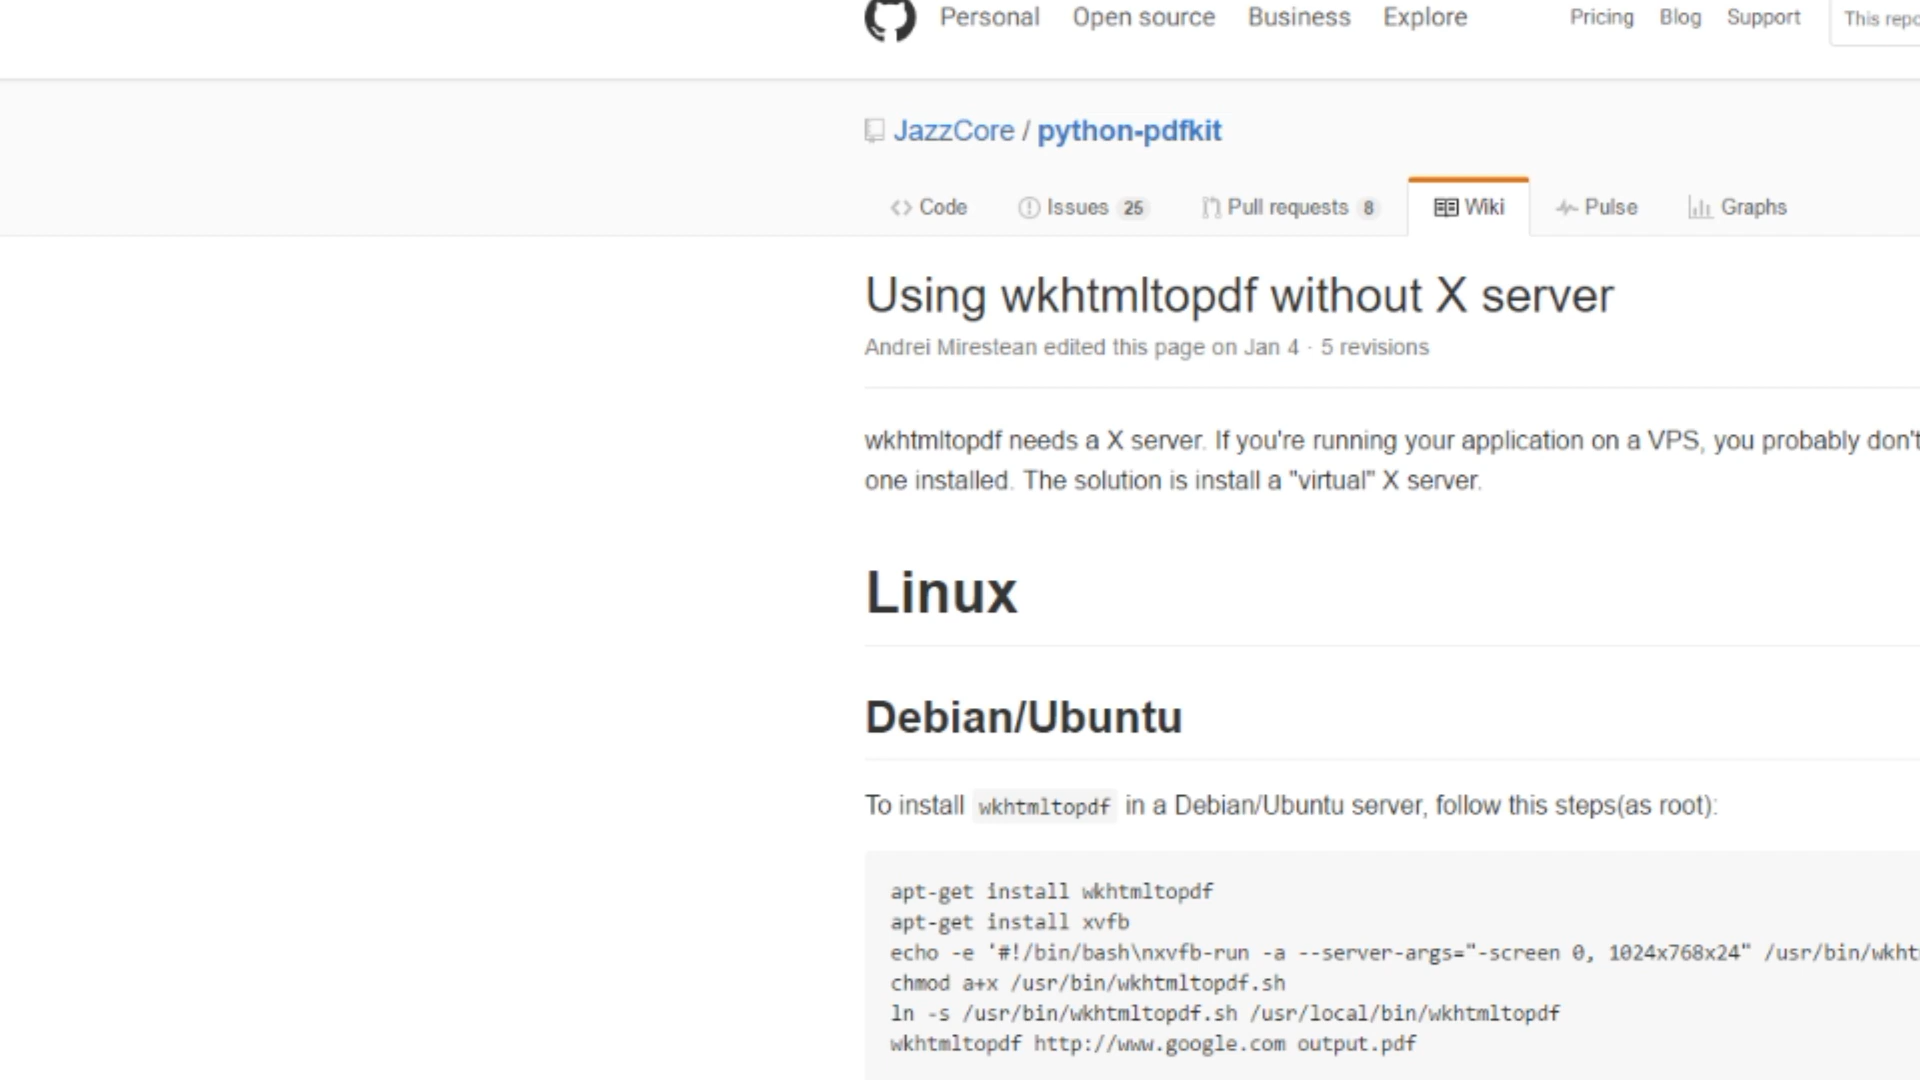 Personal Open source Business Explore Pricing Blog Support This repo
JazzCore / python-pdfkit
Code Issues 25 Pull requests 8 Wiki Pulse Graphs
Using wkhtmltopdf without X server
Andrei Mirestean edited this page on Jan 4 · 5 revisions
wkhtmltopdf needs a X server. If you're running your application on a VPS, you probably don't
one installed. The solution is install a "virtual" X server.
Linux
Debian/Ubuntu
To install wkhtmltopdf in a Debian/Ubuntu server, follow this steps(as root):
apt-get install wkhtmltopdf
apt-get install xvfb
echo -e '#!/bin/bash\nxvfb-run -a --server-args="-screen 0, 1024x768x24" /usr/bin/wkht
chmod a+x /usr/bin/wkhtmltopdf.sh
ln -s /usr/bin/wkhtmltopdf.sh /usr/local/bin/wkhtmltopdf
wkhtmltopdf http://www.google.com output.pdf